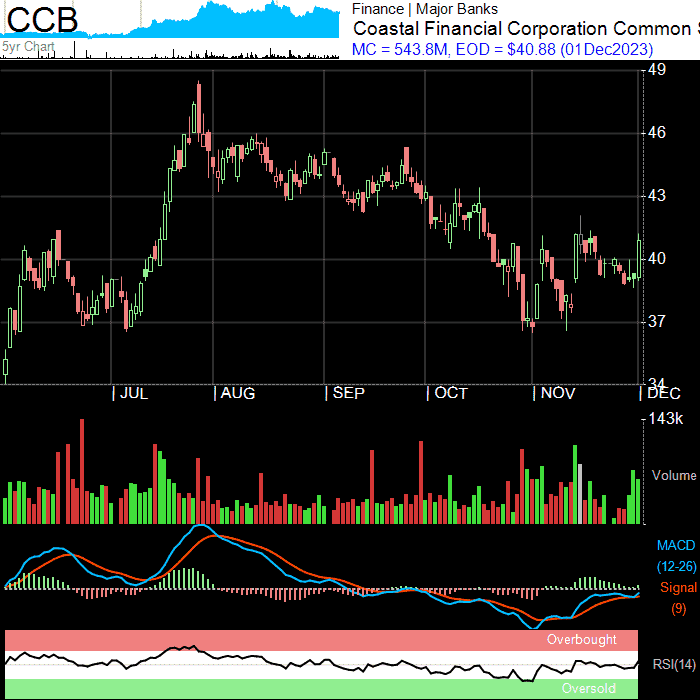 CCB
5yr Chart
Finance | Major Banks
Coastal Financial Corporation Common S
MC = 543.8M, EOD = $40.88 (01Dec2023)
49
46
43
40
37
34
JUL AUG SEP OCT NOV DEC
143k
Volume
MACD
(12-26)
Signal
(9)
Overbought
RSI(14)
Oversold